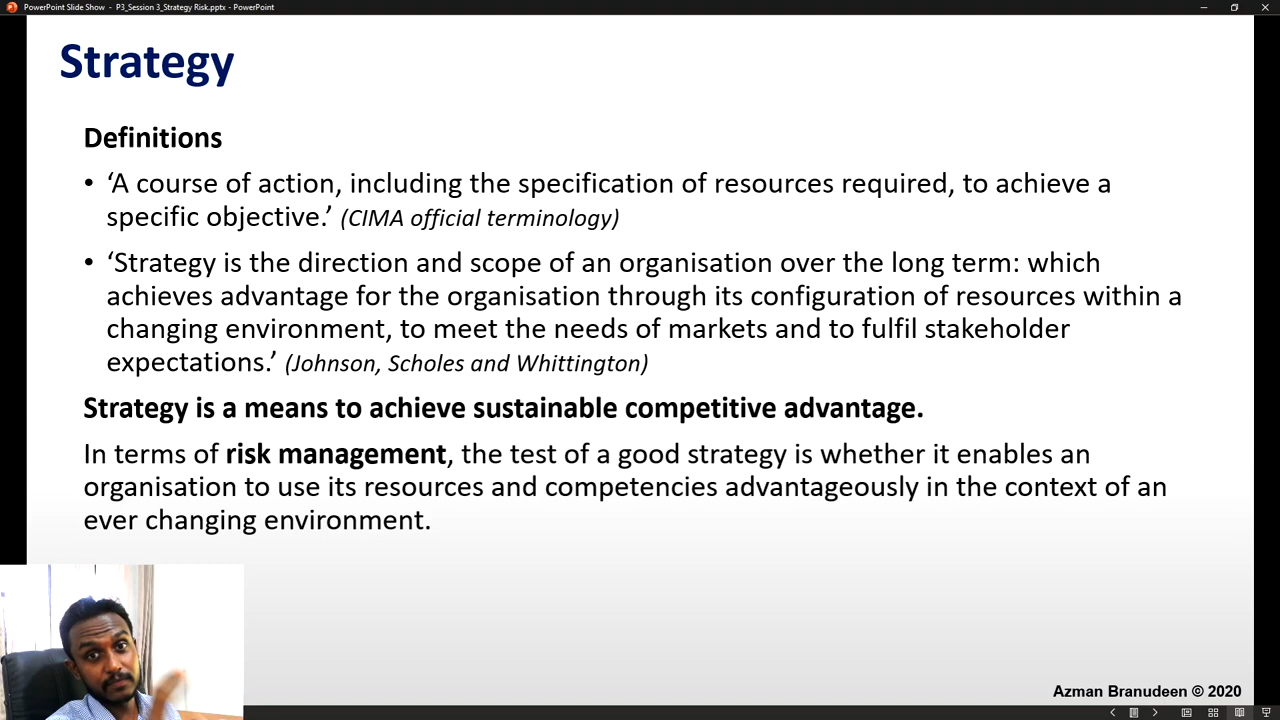 PowerPoint Slide Show - P3_Session 3_Strategy Risk.pptx - PowerPoint
Strategy
Definitions
• ‘A course of action, including the specification of resources required, to achieve a
specific objective.’ (CIMA official terminology)
• ‘Strategy is the direction and scope of an organisation over the long term: which
achieves advantage for the organisation through its configuration of resources within a
changing environment, to meet the needs of markets and to fulfil stakeholder
expectations.’ (Johnson, Scholes and Whittington)
Strategy is a means to achieve sustainable competitive advantage.
In terms of risk management, the test of a good strategy is whether it enables an
organisation to use its resources and competencies advantageously in the context of an
ever changing environment.
Azman Branudeen © 2020